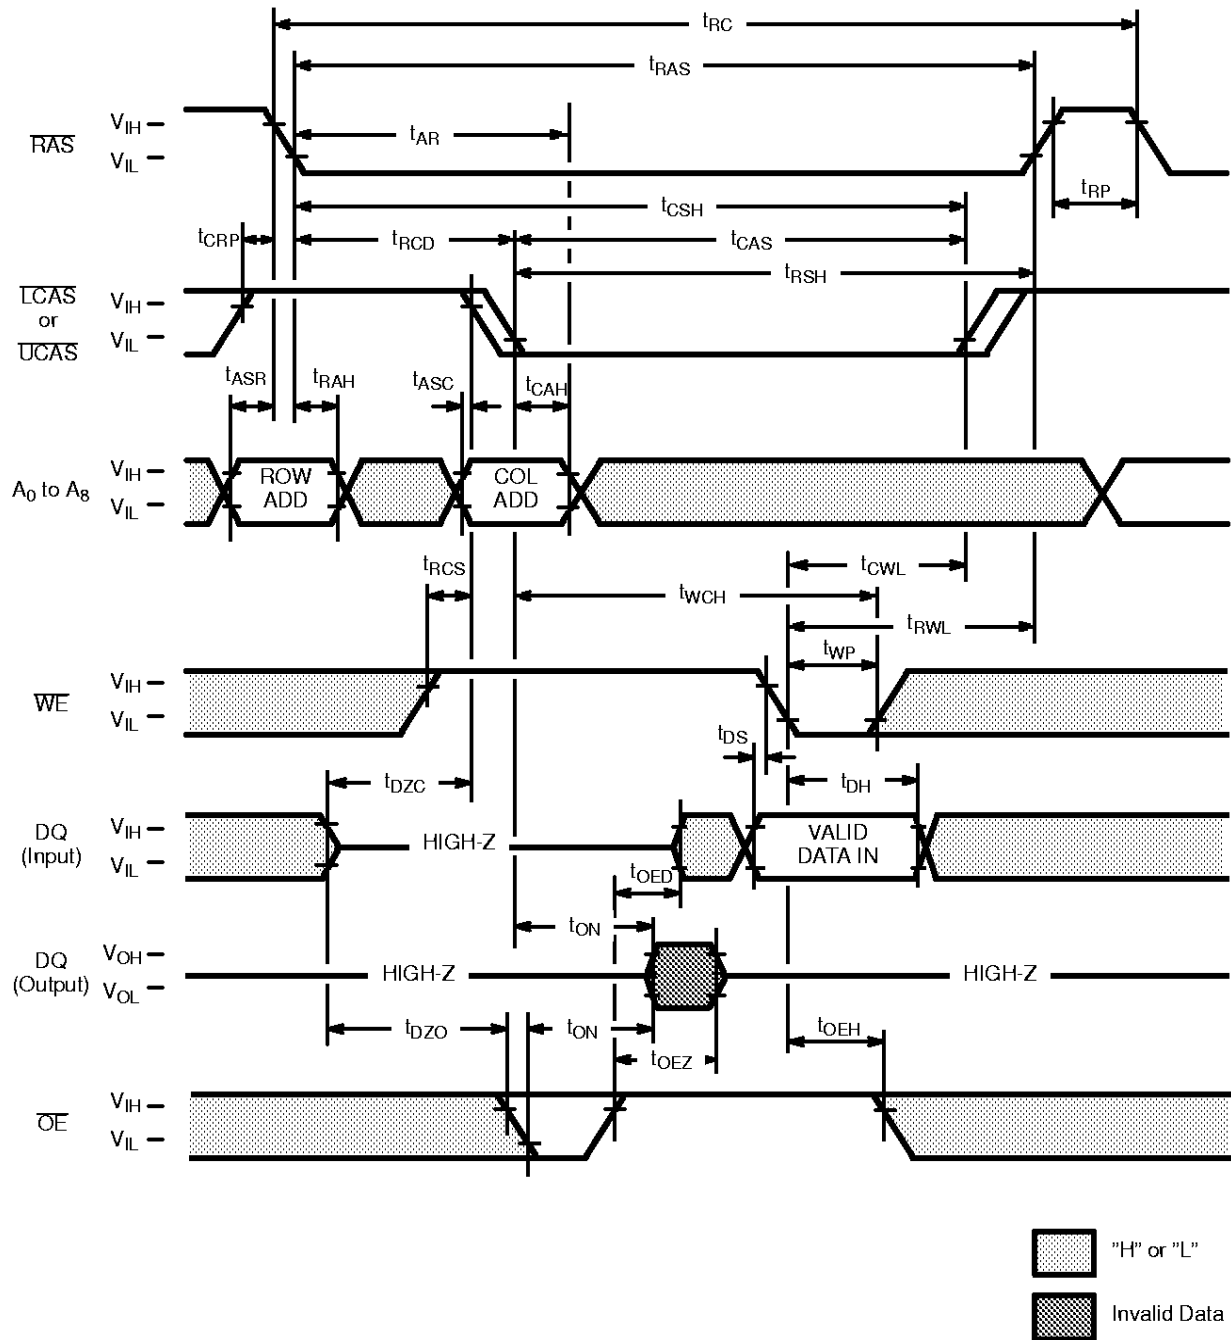 tRC
tRAS
RAS
VIH
VIL
tAR
tRP
tCSH
tCRP
tRCD
tCAS
tRSH
LCAS
or
UCAS
VIH
VIL
tASR
tRAH
tASC
tCAH
A0 to A8
VIH
VIL
ROW
ADD
COL
ADD
tRCS
tCWL
tWCH
tRWL
tWP
WE
VIH
VIL
tDS
tDZC
tDH
DQ
(Input)
VIH
VIL
HIGH-Z
VALID
DATA IN
tOED
tON
DQ
(Output)
VOH
VOL
HIGH-Z
HIGH-Z
tDZO
tON
tOEZ
tOEH
OE
VIH
VIL
"H" or "L"
Invalid Data